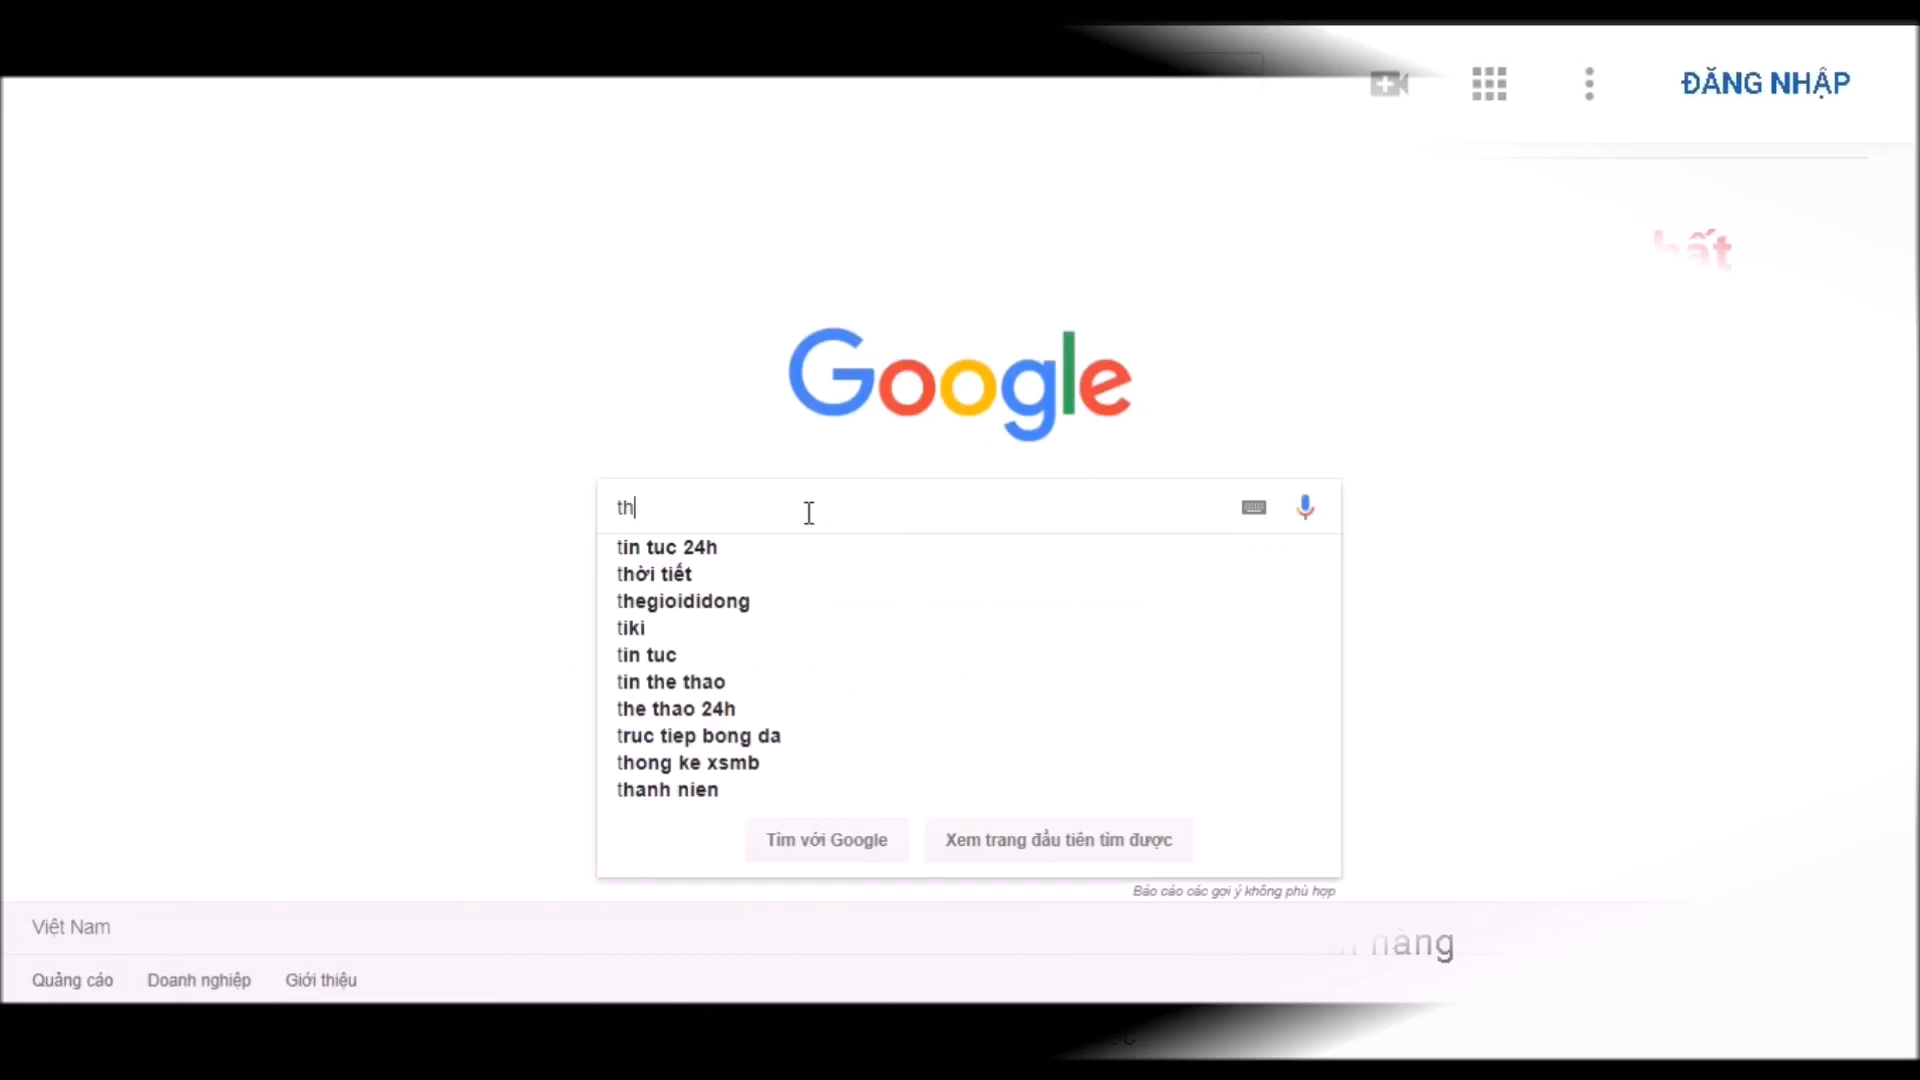 ĐĂNG NHẬP
Google
th
tin tuc 24h
thời tiết
thegioididong
tiki
tin tuc
tin the thao
the thao 24h
truc tiep bong da
thong ke xsmb
thanh nien
Tìm với Google
Xem trang đầu tiên tìm được
Báo cáo các gợi ý không phù hợp
Việt Nam
Quảng cáo
Doanh nghiệp
Giới thiệu